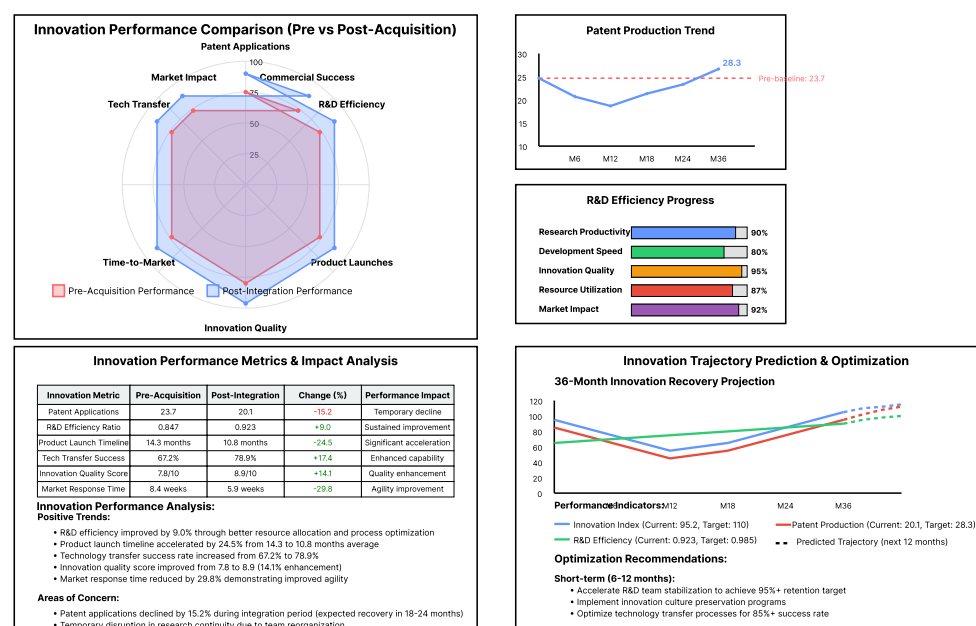 Innovation Performance Comparison (Pre vs Post-Acquisition)
Patent Applications
100
Market Impact
Commercial Success
75
Tech Transfer
R&D Efficiency
50
25
Time-to-Market
Product Launches
Pre-Acquisition Performance
Post-Integration Performance
Innovation Quality
Patent Production Trend
30
28.3
25
Pre-baseline: 23.7
20
15
10
M6 M12 M18 M24 M36
R&D Efficiency Progress
Research Productivity 90%
Development Speed 80%
Innovation Quality 95%
Resource Utilization 87%
Market Impact 92%
Innovation Performance Metrics & Impact Analysis
Innovation Metric Pre-Acquisition Post-Integration Change (%) Performance Impact
Patent Applications 23.7 20.1 -15.2 Temporary decline
R&D Efficiency Ratio 0.847 0.923 +9.0 Sustained improvement
Product Launch Timeline 14.3 months 10.8 months -24.5 Significant acceleration
Tech Transfer Success 67.2% 78.9% +17.4 Enhanced capability
Innovation Quality Score 7.8/10 8.9/10 +14.1 Quality enhancement
Market Response Time 8.4 weeks 5.9 weeks -29.8 Agility improvement
Innovation Performance Analysis:
Positive Trends:
• R&D efficiency improved by 9.0% through better resource allocation and process optimization
• Product launch timeline accelerated by 24.5% from 14.3 to 10.8 months average
• Technology transfer success rate increased from 67.2% to 78.9%
• Innovation quality score improved from 7.8 to 8.9 (14.1% enhancement)
• Market response time reduced by 29.8% demonstrating improved agility
Areas of Concern:
• Patent applications declined by 15.2% during integration period (expected recovery in 18-24 months)
• Temporary disruption in research continuity due to team reorganization
Innovation Trajectory Prediction & Optimization
36-Month Innovation Recovery Projection
120
100
80
60
40
20
0
M12 M18 M24 M36
Performance Indicators:
Innovation Index (Current: 95.2, Target: 110)
Patent Production (Current: 20.1, Target: 28.3)
R&D Efficiency (Current: 0.923, Target: 0.985)
Predicted Trajectory (next 12 months)
Optimization Recommendations:
Short-term (6-12 months):
• Accelerate R&D team stabilization to achieve 95%+ retention target
• Implement innovation culture preservation programs
• Optimize technology transfer processes for 85%+ success rate